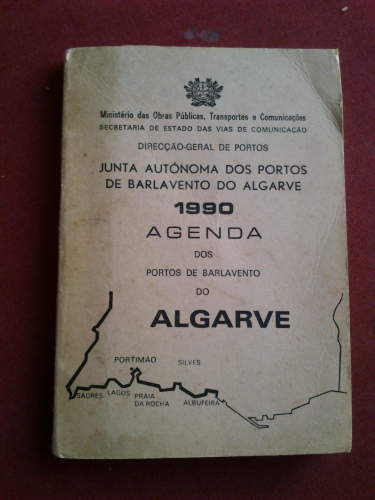 Ministério das Obras Públicas, Transportes e Comunicações
SECRETARIA DE ESTADO DAS VIAS DE COMUNICAÇÃO
DIRECÇÃO-GERAL DE PORTOS
JUNTA AUTÓNOMA DOS PORTOS
DE BARLAVENTO DO ALGARVE
1990
AGENDA
DOS
PORTOS DE BARLAVENTO
DO
ALGARVE
PORTIMÃO
SILVES
SAGRES
LAGOS
PRAIA
DA ROCHA
ALBUFEIRA